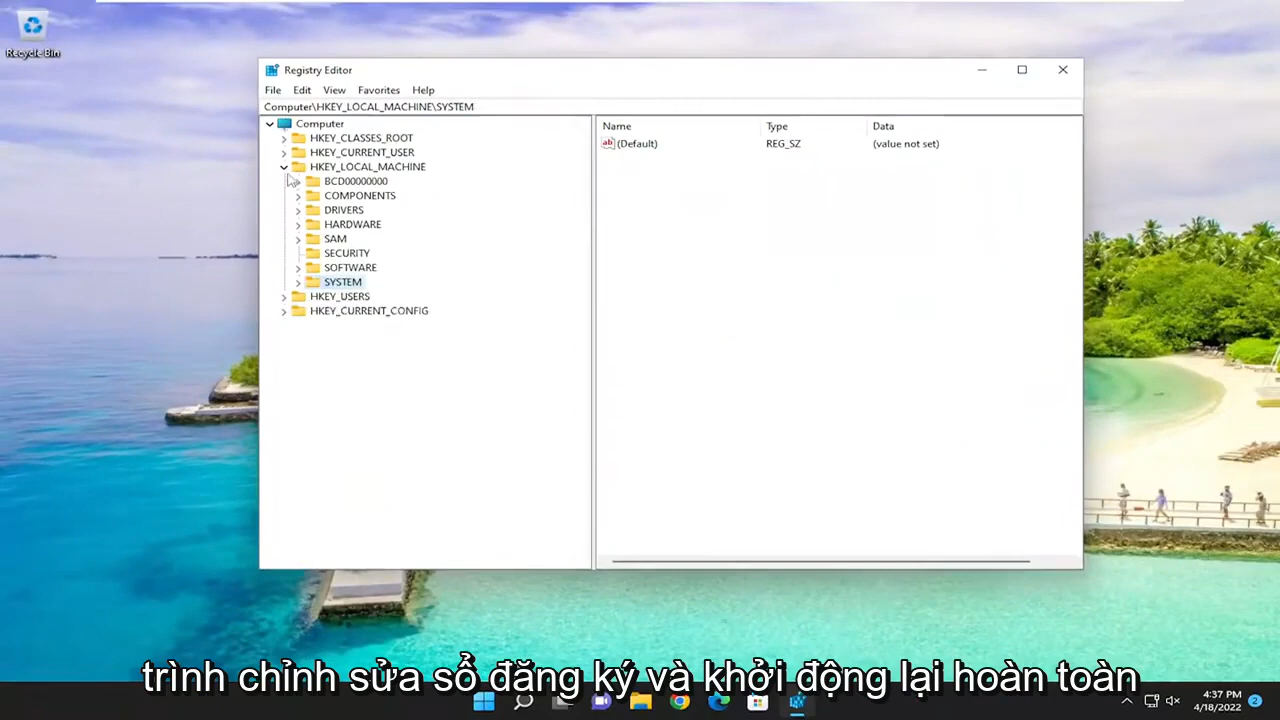 Recycle Bin
Registry Editor
File Edit View Favorites Help
Computer\HKEY_LOCAL_MACHINE\SYSTEM
Computer
HKEY_CLASSES_ROOT
HKEY_CURRENT_USER
HKEY_LOCAL_MACHINE
BCD00000000
COMPONENTS
DRIVERS
HARDWARE
SAM
SECURITY
SOFTWARE
SYSTEM
HKEY_USERS
HKEY_CURRENT_CONFIG
Name Type Data
ab (Default) REG_SZ (value not set)
trình chỉnh sửa sổ đăng ký và khởi động lại hoàn toàn
4:37 PM
4/18/2022
2